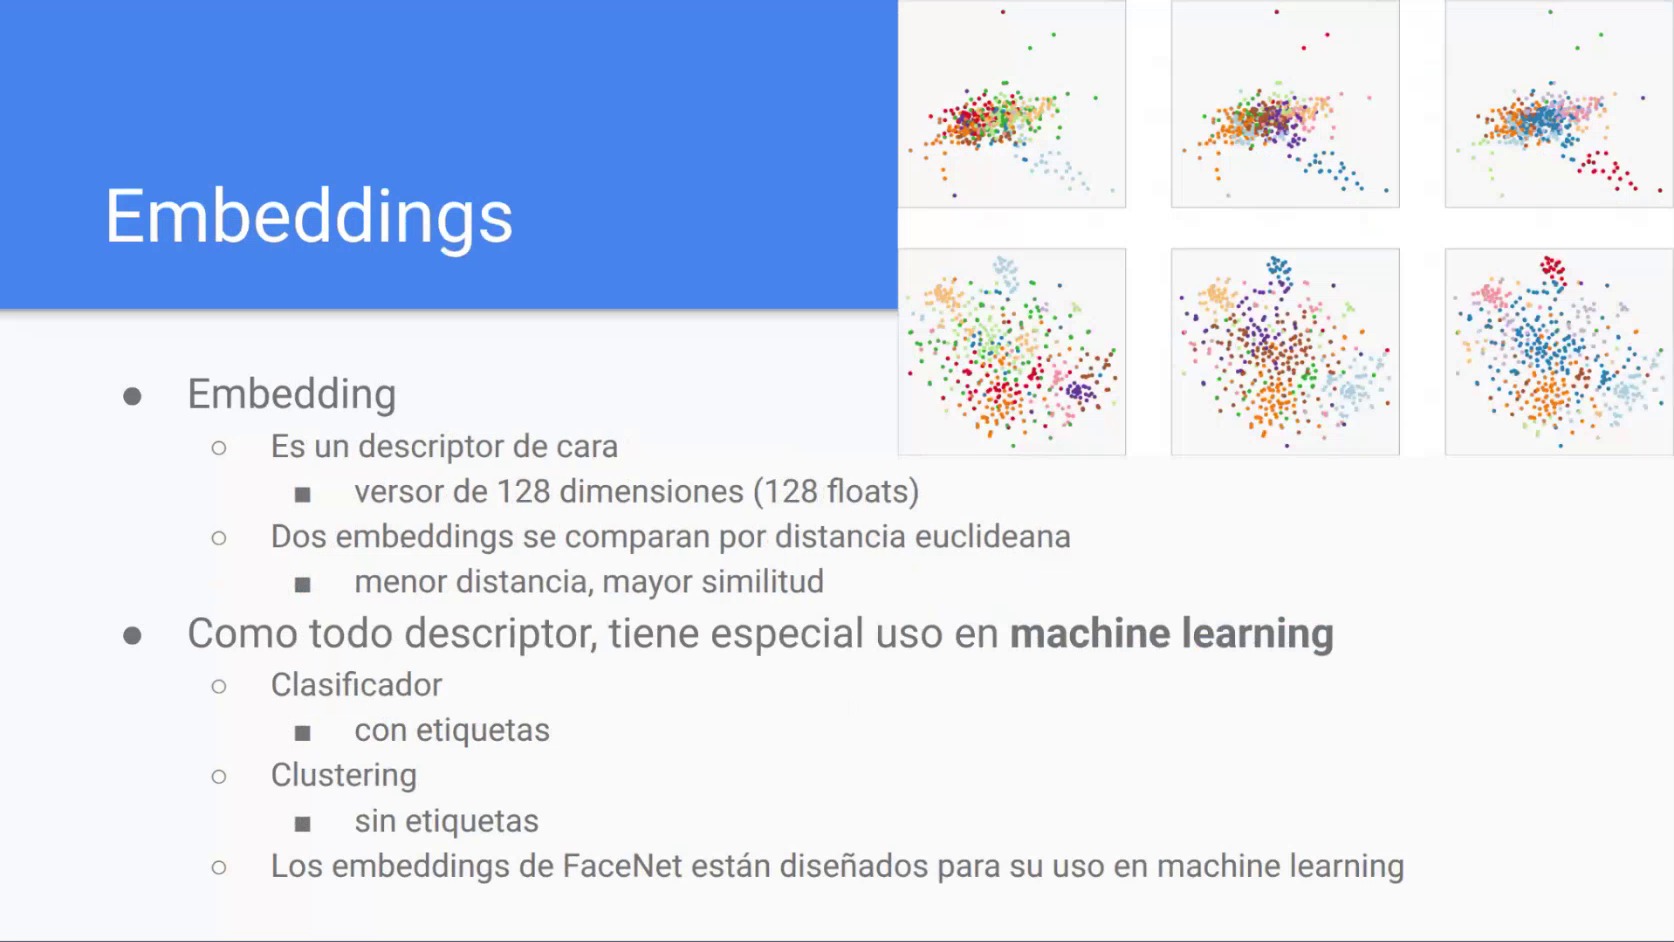 Embeddings
● Embedding
○ Es un descriptor de cara
■ versor de 128 dimensiones (128 floats)
○ Dos embeddings se comparan por distancia euclideana
■ menor distancia, mayor similitud
● Como todo descriptor, tiene especial uso en machine learning
○ Clasificador
■ con etiquetas
○ Clustering
■ sin etiquetas
○ Los embeddings de FaceNet están diseñados para su uso en machine learning